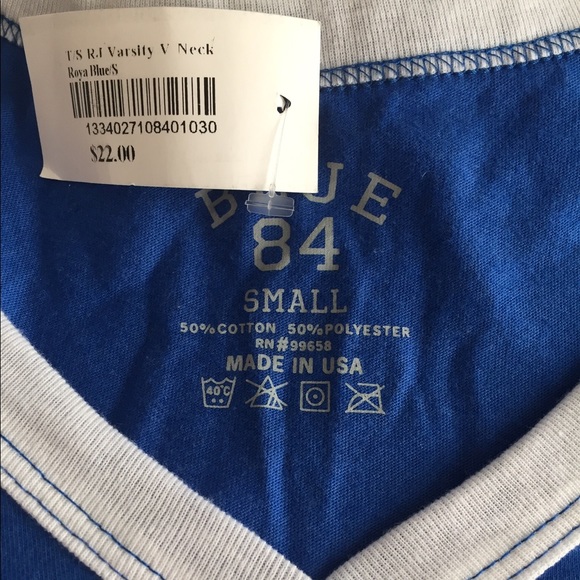 T/S RJ Varsity V Neck
Roya Blue/S
1334027108401030
$22.00
BLUE
84
SMALL
50%COTTON 50%POLYESTER
RN#99658
MADE IN USA
40°C